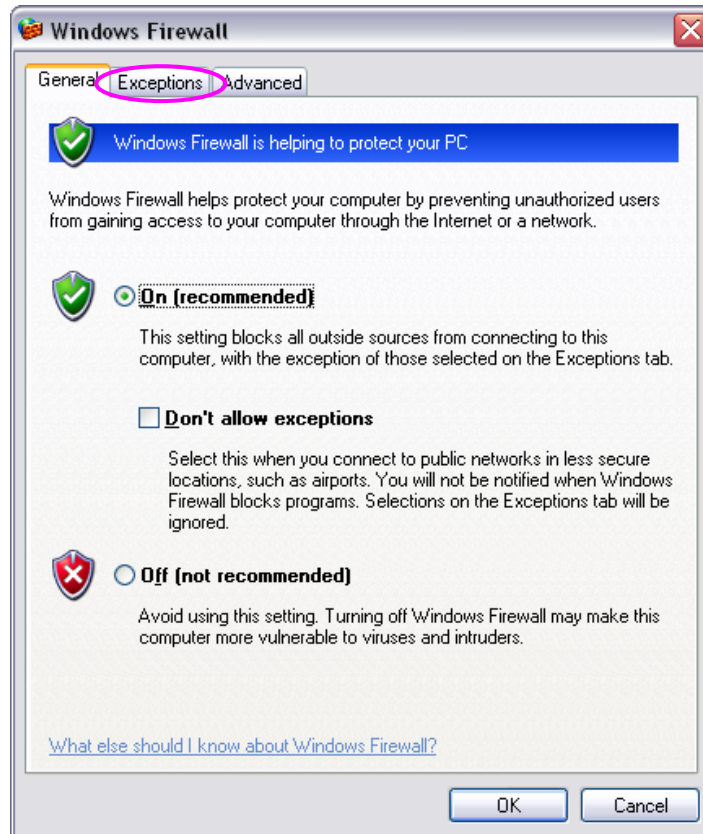 Windows Firewall
General Exceptions Advanced
Windows Firewall is helping to protect your PC
Windows Firewall helps protect your computer by preventing unauthorized users
from gaining access to your computer through the Internet or a network.
On (recommended)
This setting blocks all outside sources from connecting to this
computer, with the exception of those selected on the Exceptions tab.
Don't allow exceptions
Select this when you connect to public networks in less secure
locations, such as airports. You will not be notified when Windows
Firewall blocks programs. Selections on the Exceptions tab will be
ignored.
Off (not recommended)
Avoid using this setting. Turning off Windows Firewall may make this
computer more vulnerable to viruses and intruders.
What else should I know about Windows Firewall?
OK Cancel